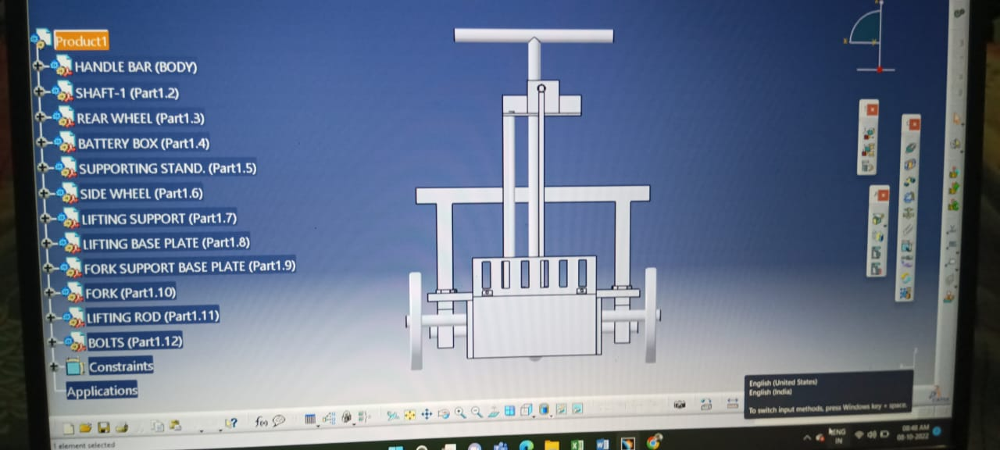 Product1
HANDLE BAR (BODY)
SHAFT-1 (Part1.2)
REAR WHEEL (Part1.3)
BATTERY BOX (Part1.4)
SUPPORTING STAND. (Part1.5)
SIDE WHEEL (Part1.6)
LIFTING SUPPORT (Part1.7)
LIFTING BASE PLATE (Part1.8)
FORK SUPPORT BASE PLATE (Part1.9)
FORK (Part1.10)
LIFTING ROD (Part1.11)
BOLTS (Part1.12)
Constraints
Applications
English (United States)
English (India)
To switch input methods, press Windows key + space.
f(x)
1 element selected
ENG
IN
08:48 AM
08-10-2022